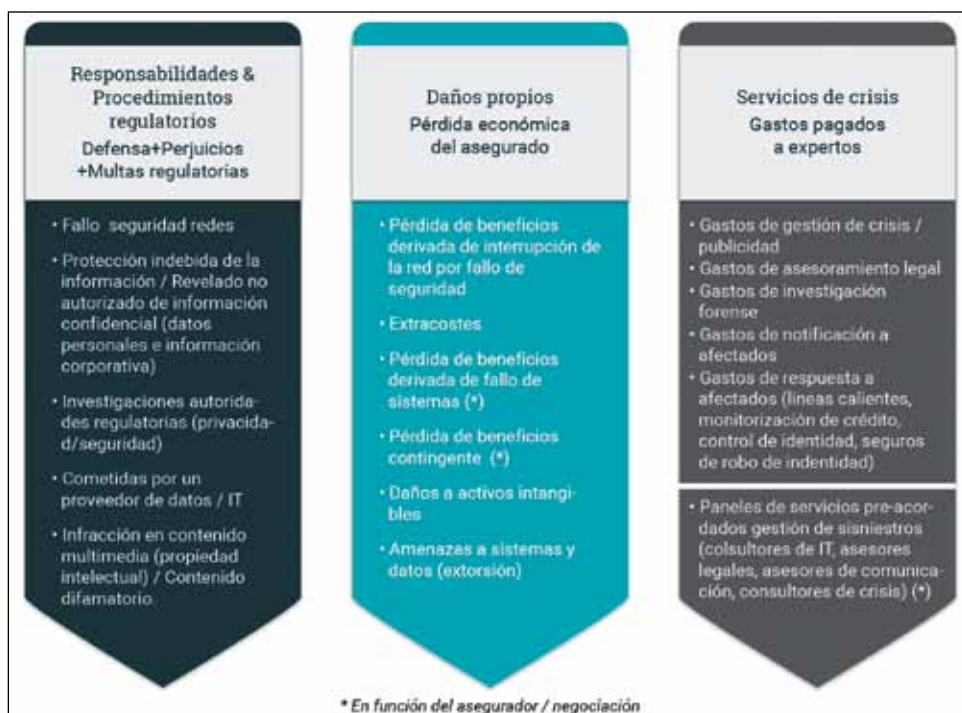 Responsabilidades &
Procedimientos
regulatorios
Defensa+Perjuicios
+Multas regulatorias
• Fallo seguridad redes
• Protección indebida de la
información / Revelado no
autorizado de información
confidencial (datos
personales e información
corporativa)
• Investigaciones autorida-
des regulatorias (privacida-
d/seguridad)
• Cometidas por un
proveedor de datos / IT
• Infracción en contenido
multimedia (propiedad
intelectual) / Contenido
difamatorio.
Daños propios
Pérdida económica
del asegurado
• Pérdida de beneficios
derivada de interrupción de
la red por fallo de
seguridad
• Extracostes
• Pérdida de beneficios
derivada de fallo de
sistemas (*)
• Pérdida de beneficios
contingente (*)
• Daños a activos intangi-
bles
• Amenazas a sistemas y
datos (extorsión)
Servicios de crisis
Gastos pagados
a expertos
• Gastos de gestión de crisis /
publicidad
• Gastos de asesoramiento legal
• Gastos de investigación
forense
• Gastos de notificación a
afectados
• Gastos de respuesta a
afectados (líneas calientes,
monitorización de crédito,
control de identidad, seguros
de robo de indentidad)
• Paneles de servicios pre-acor-
dados gestión de sisniestros
(colsultores de IT, asesores
legales, asesores de comunica-
ción, consultores de crisis) (*)
* En función del asegurador / negociación